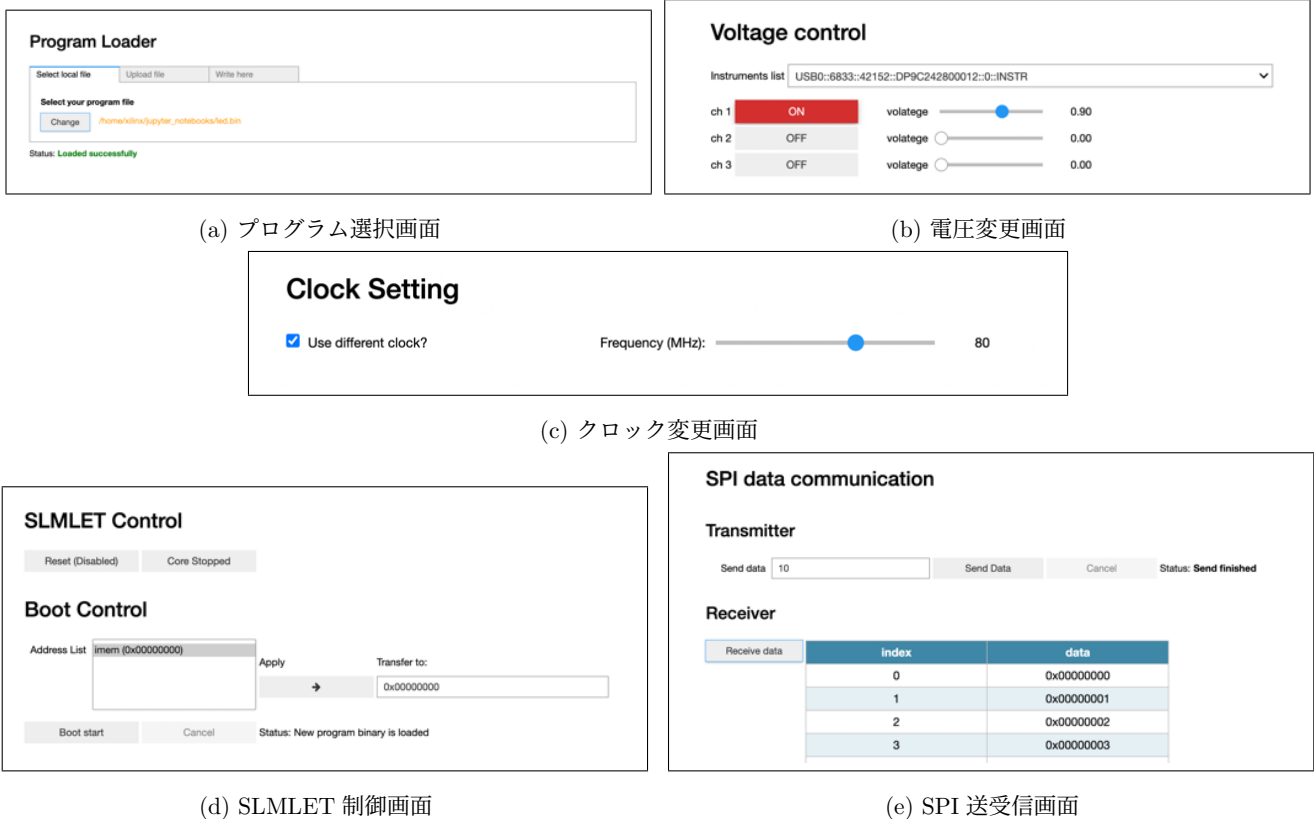 Program Loader
Select local file Upload file Write here
Select your program file
Change /home/xilinx/jupyter_notebooks/led.bin
Status: Loaded successfully
(a) プログラム選択画面
Voltage control
Instruments list USB0::6833::42152::DP9C242800012::0::INSTR
ch 1 ON volatege 0.90
ch 2 OFF volatege 0.00
ch 3 OFF volatege 0.00
(b) 電圧変更画面
Clock Setting
Use different clock? Frequency (MHz): 80
(c) クロック変更画面
SLMLET Control
Reset (Disabled) Core Stopped
Boot Control
Address List imem (0x00000000)
Apply Transfer to:
0x00000000
Boot start Cancel Status: New program binary is loaded
(d) SLMLET 制御画面
SPI data communication
Transmitter
Send data 10 Send Data Cancel Status: Send finished
Receiver
Receive data index data
0 0x00000000
1 0x00000001
2 0x00000002
3 0x00000003
(e) SPI 送受信画面